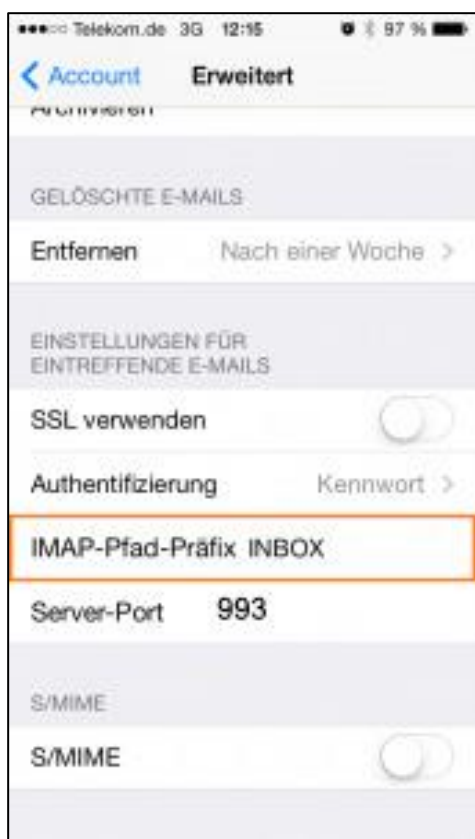 Telekom.de 3G 12:15 97 %
Account Erweitert
Archivieren
GELÖSCHTE E-MAILS
Entfernen Nach einer Woche
EINSTELLUNGEN FÜR
EINTREFFENDE E-MAILS
SSL verwenden
Authentifizierung Kennwort
IMAP-Pfad-Präfix INBOX
Server-Port 993
S/MIME
S/MIME